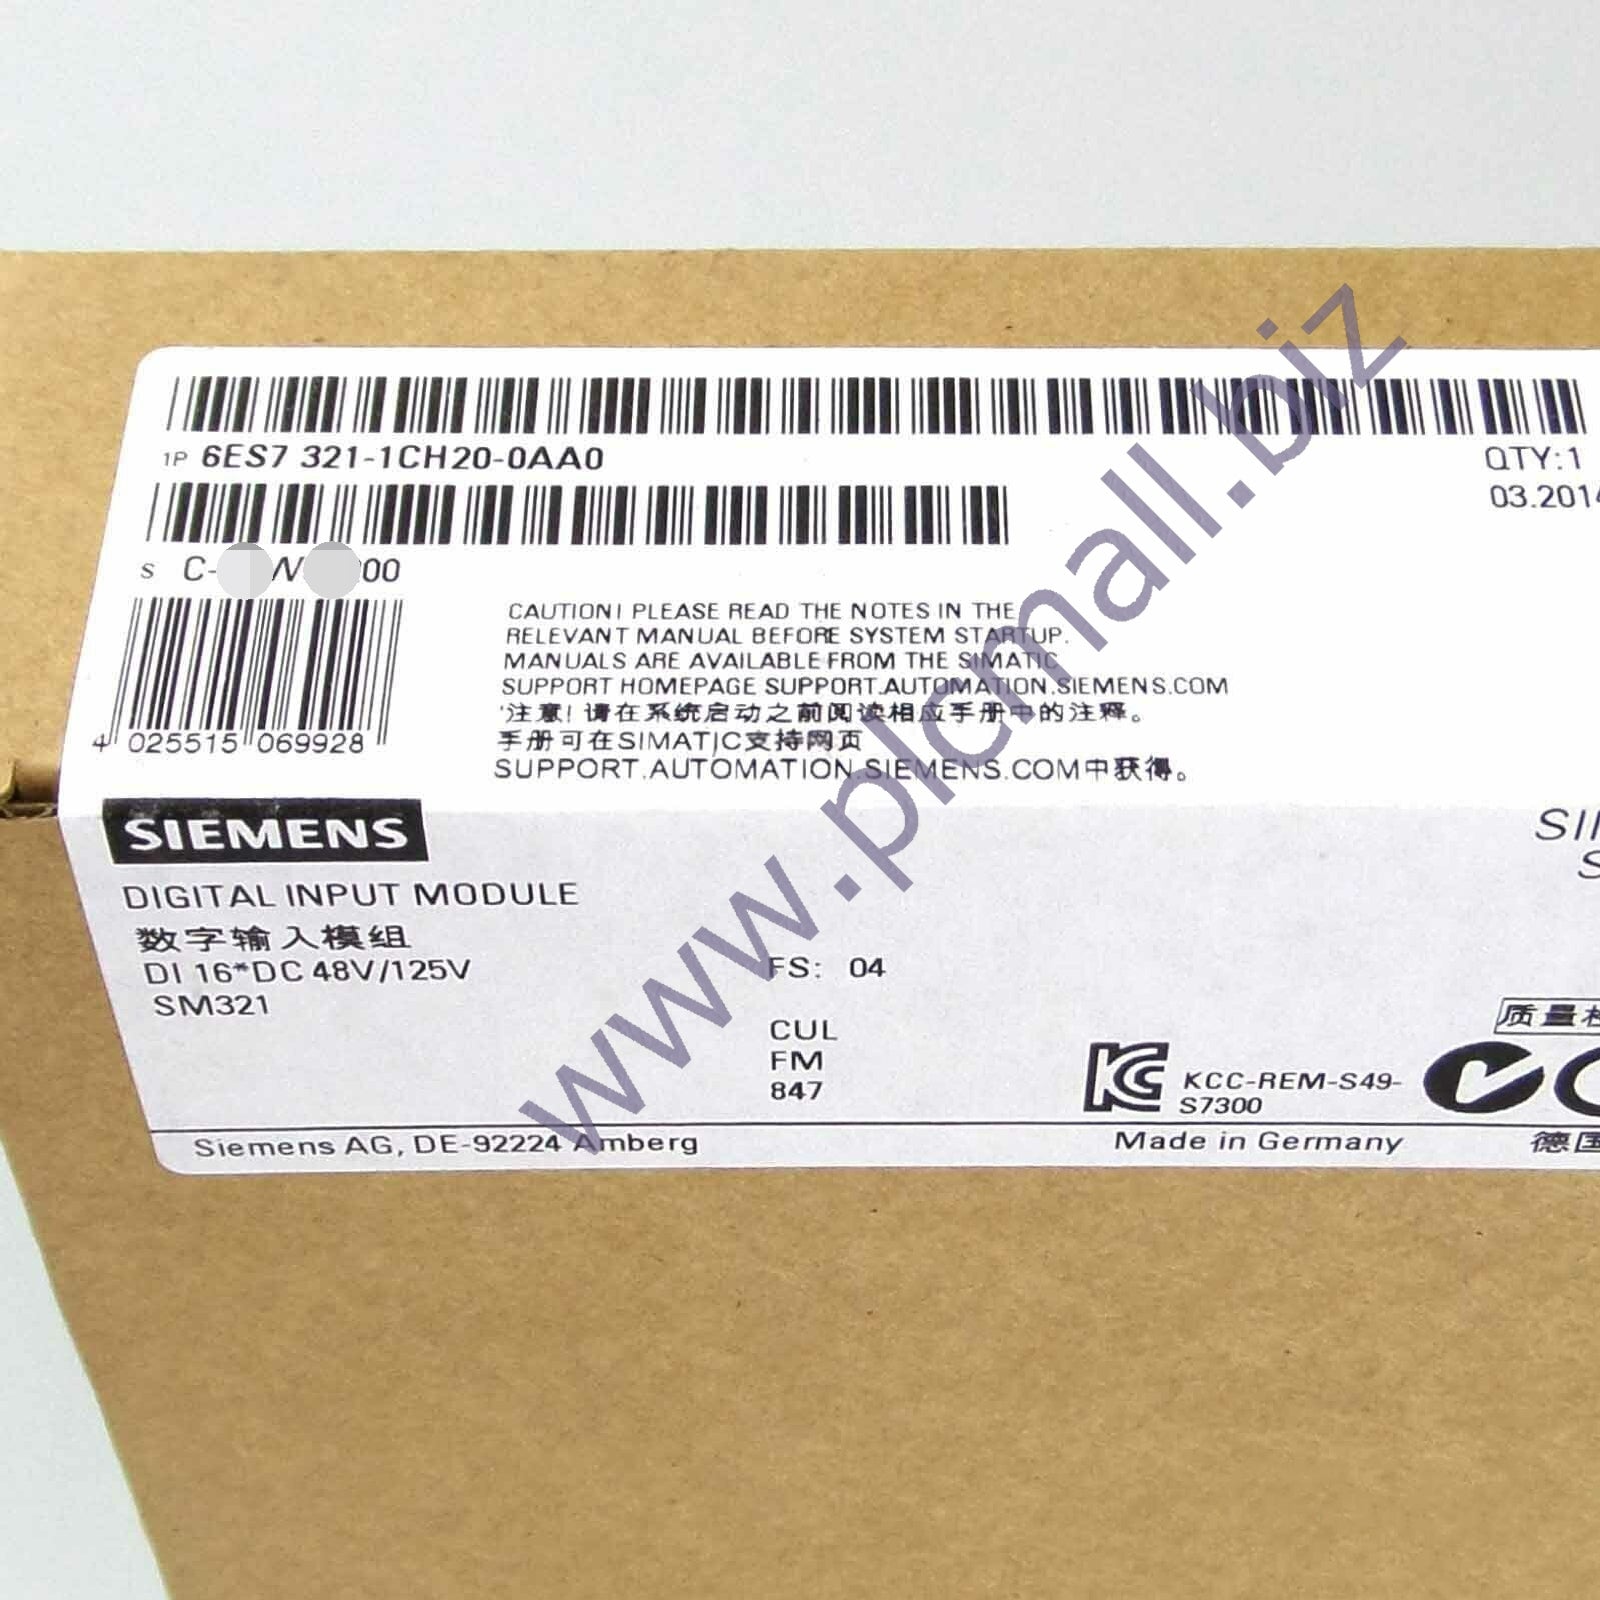 1P 6ES7 321-1CH20-0AA0
QTY:1
03.2014
S C- W 00
CAUTION! PLEASE READ THE NOTES IN THE
RELEVANT MANUAL BEFORE SYSTEM STARTUP.
MANUALS ARE AVAILABLE FROM THE SIMATIC
SUPPORT HOMEPAGE SUPPORT.AUTOMATION.SIEMENS.COM
注意! 请在系统启动之前阅读相应手册中的注释。
手册可在SIMATIC支持网页
SUPPORT.AUTOMATION.SIEMENS.COM中获得。
4 025515 069928
SIEMENS
DIGITAL INPUT MODULE
数字输入模组
DI 16*DC 48V/125V
SM321
FS: 04
CUL
FM
847
质量
KCC-REM-S49-
S7300
Siemens AG, DE-92224 Amberg
Made in Germany
德国
www.plcmall.biz